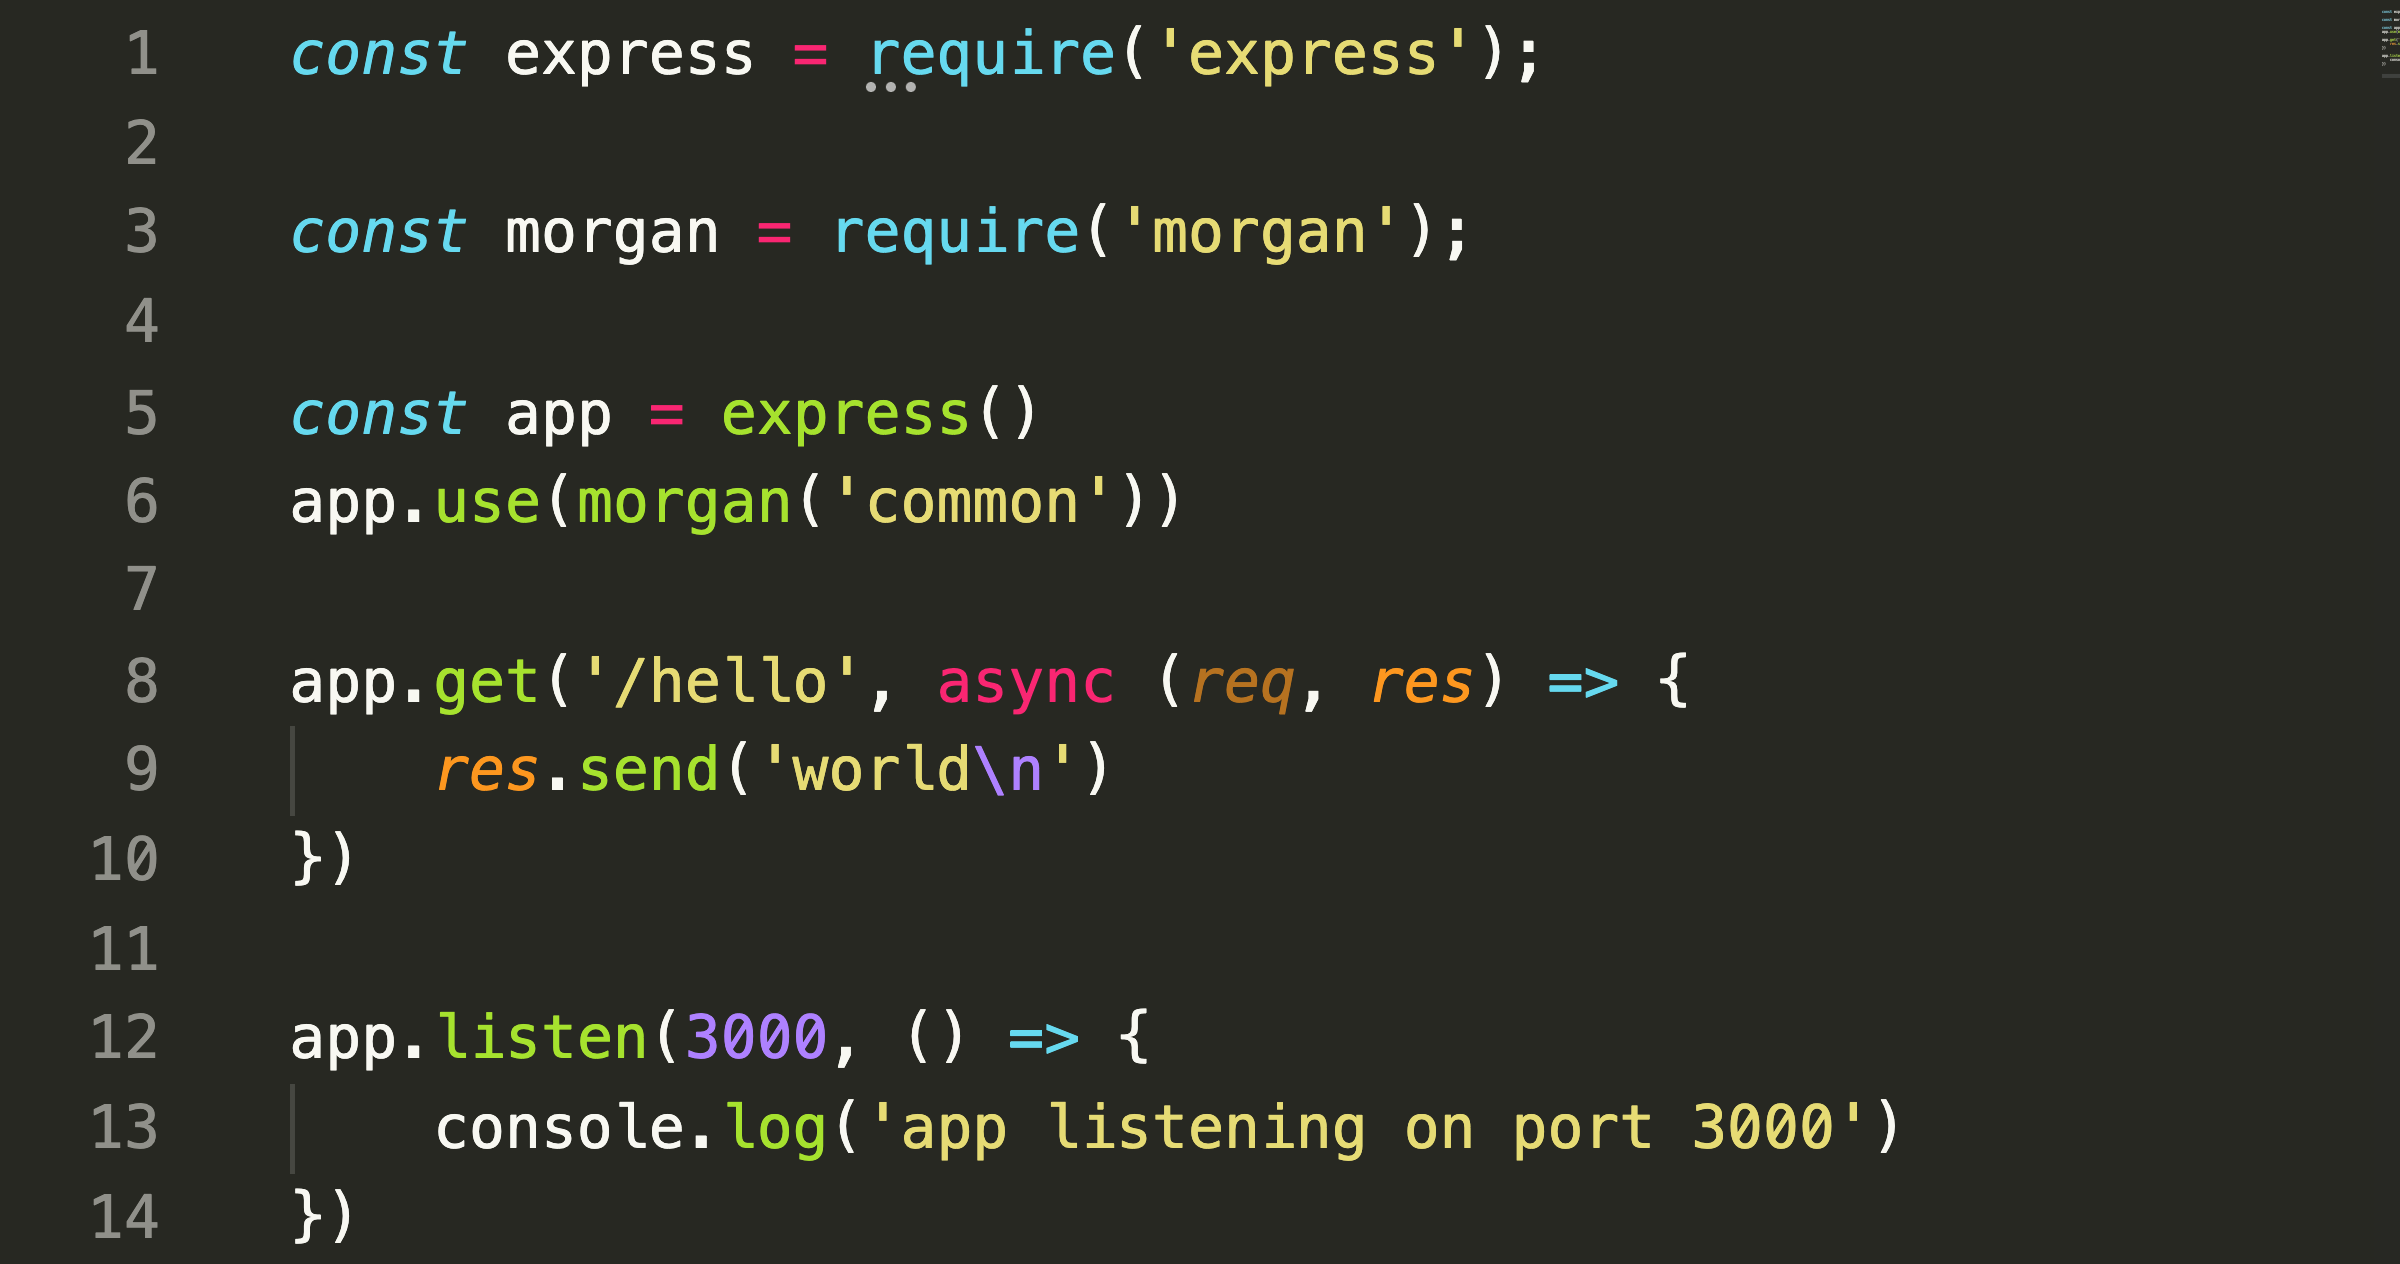 1 const express = require('express');
2
3 const morgan = require('morgan');
4
5 const app = express()
6 app.use(morgan('common'))
7
8 app.get('/hello', async (req, res) => {
9     res.send('world\n')
10 })
11
12 app.listen(3000, () => {
13     console.log('app listening on port 3000')
14 })